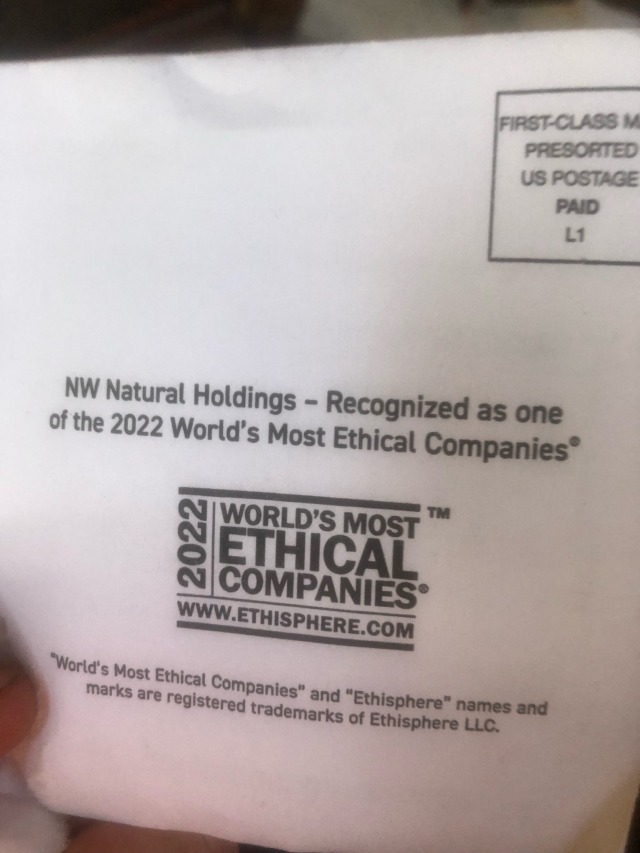 FIRST-CLASS M
PRESORTED
US POSTAGE
PAID
L1
NW Natural Holdings – Recognized as one
of the 2022 World's Most Ethical Companies®
2022
WORLD'S MOST ™
ETHICAL
COMPANIES®
WWW.ETHISPHERE.COM
"World's Most Ethical Companies" and "Ethisphere" names and
marks are registered trademarks of Ethisphere LLC.